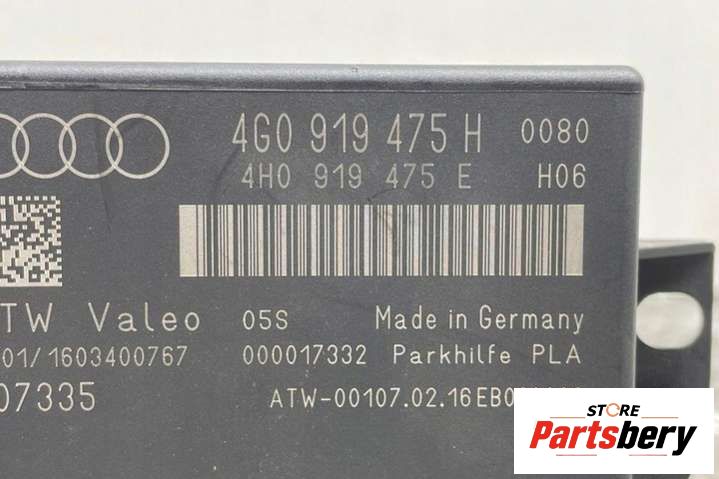 4G0 919 475 H 0080
4H0 919 475 E H06
TW Valeo 05S Made in Germany
01/1603400767 000017332 Parkhilfe PLA
07335 ATW-00107.02.16EB0
STORE
Partsbery